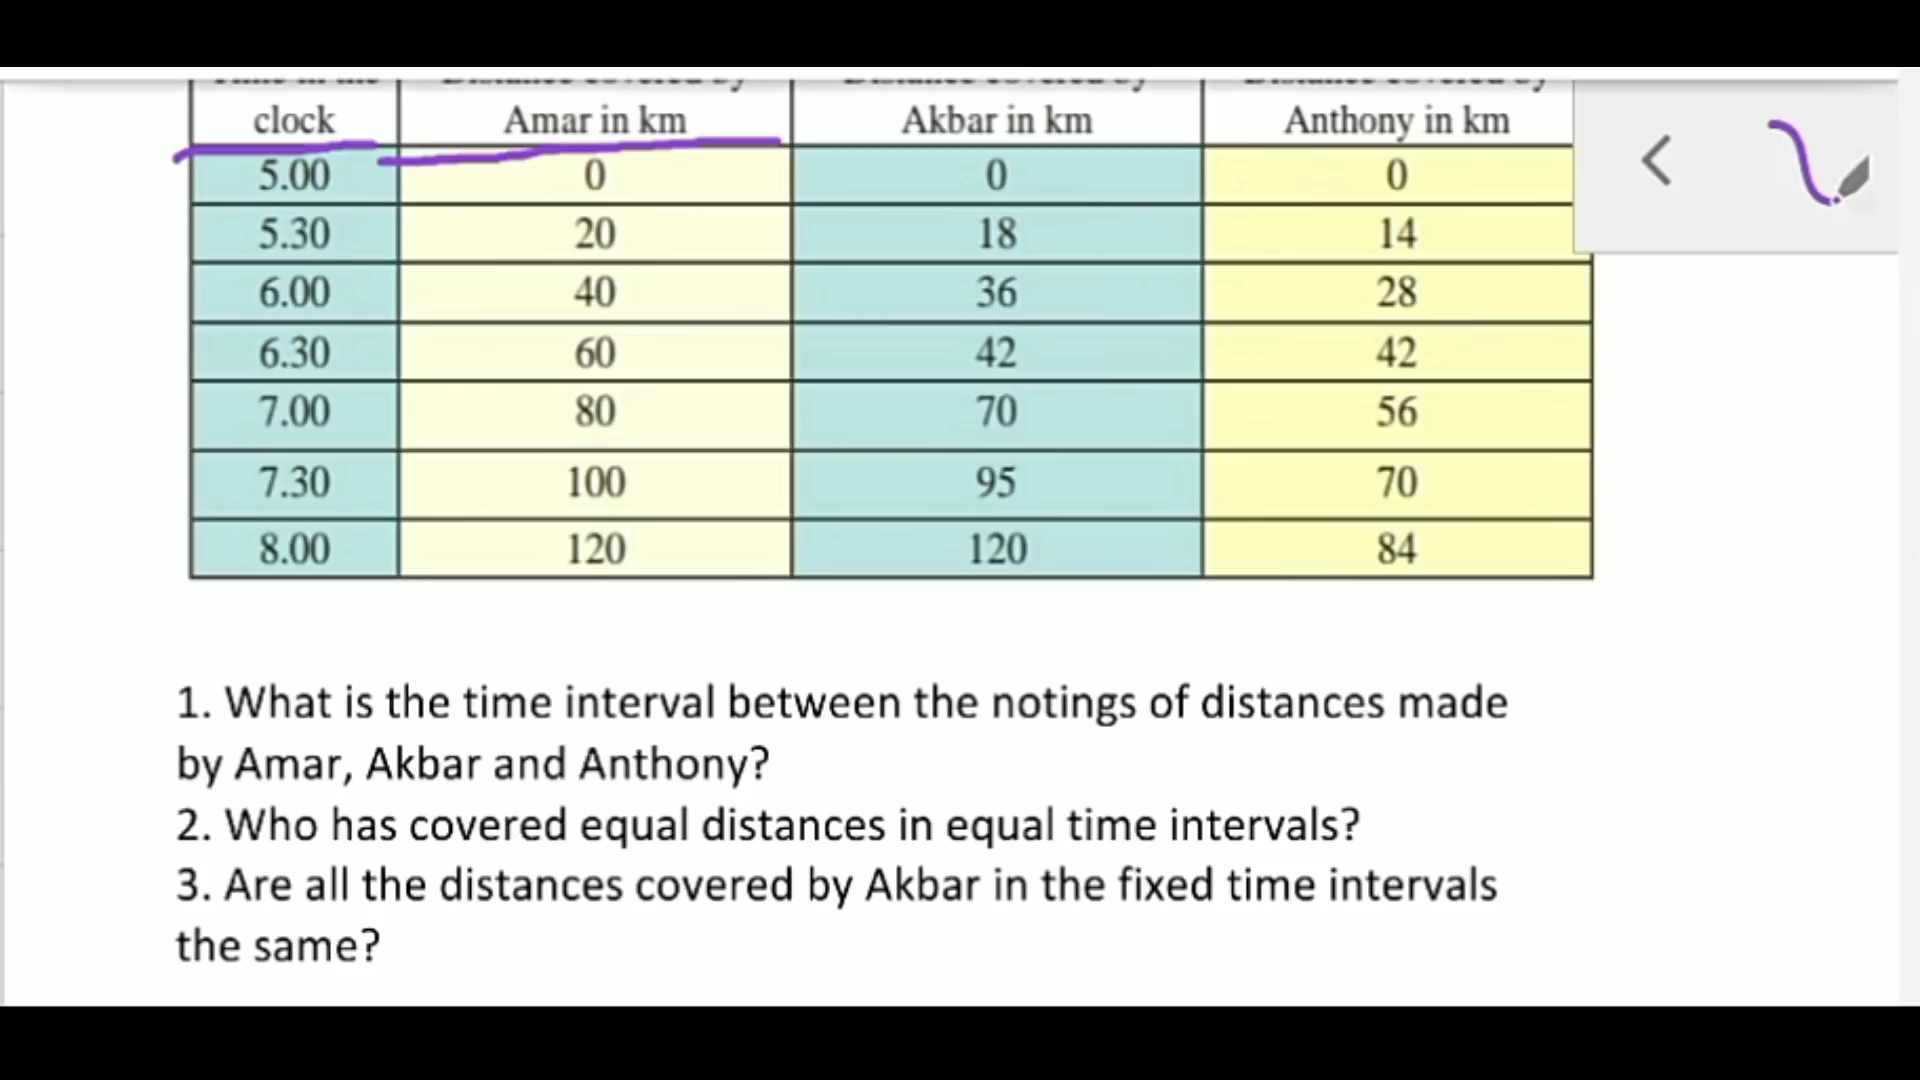 clock Amar in km Akbar in km Anthony in km
5.00 0 0 0
5.30 20 18 14
6.00 40 36 28
6.30 60 42 42
7.00 80 70 56
7.30 100 95 70
8.00 120 120 84
1. What is the time interval between the notings of distances made
by Amar, Akbar and Anthony?
2. Who has covered equal distances in equal time intervals?
3. Are all the distances covered by Akbar in the fixed time intervals
the same?